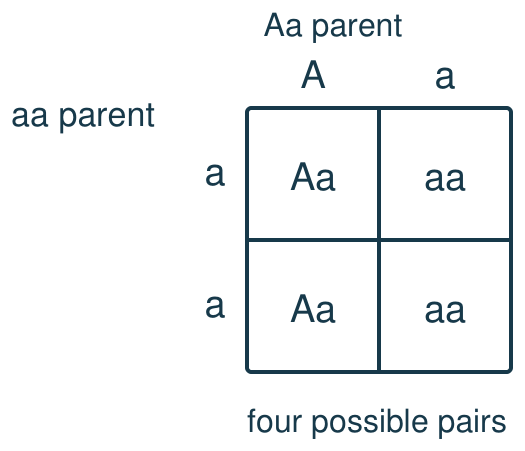 Aa parent
A a
aa parent
a Aa aa
a Aa aa
four possible pairs